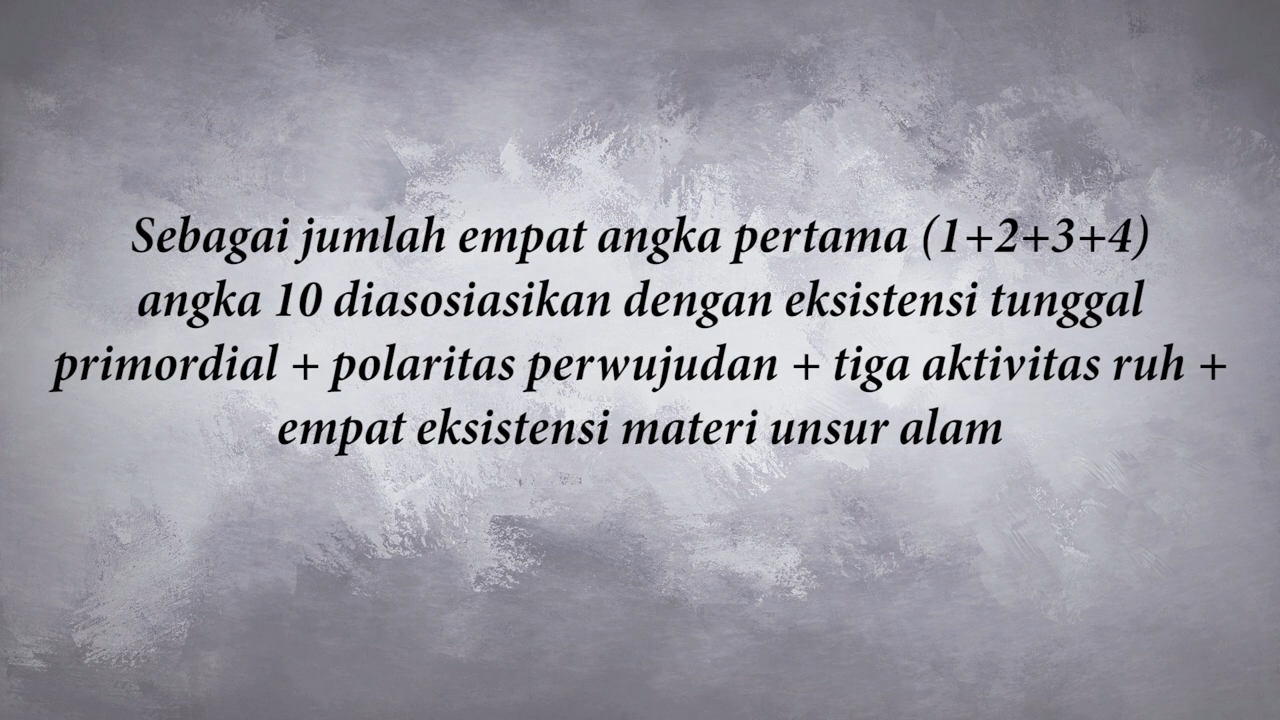 Sebagai jumlah empat angka pertama (1+2+3+4)
angka 10 diasosiasikan dengan eksistensi tunggal
primordial + polaritas perwujudan + tiga aktivitas ruh +
empat eksistensi materi unsur alam